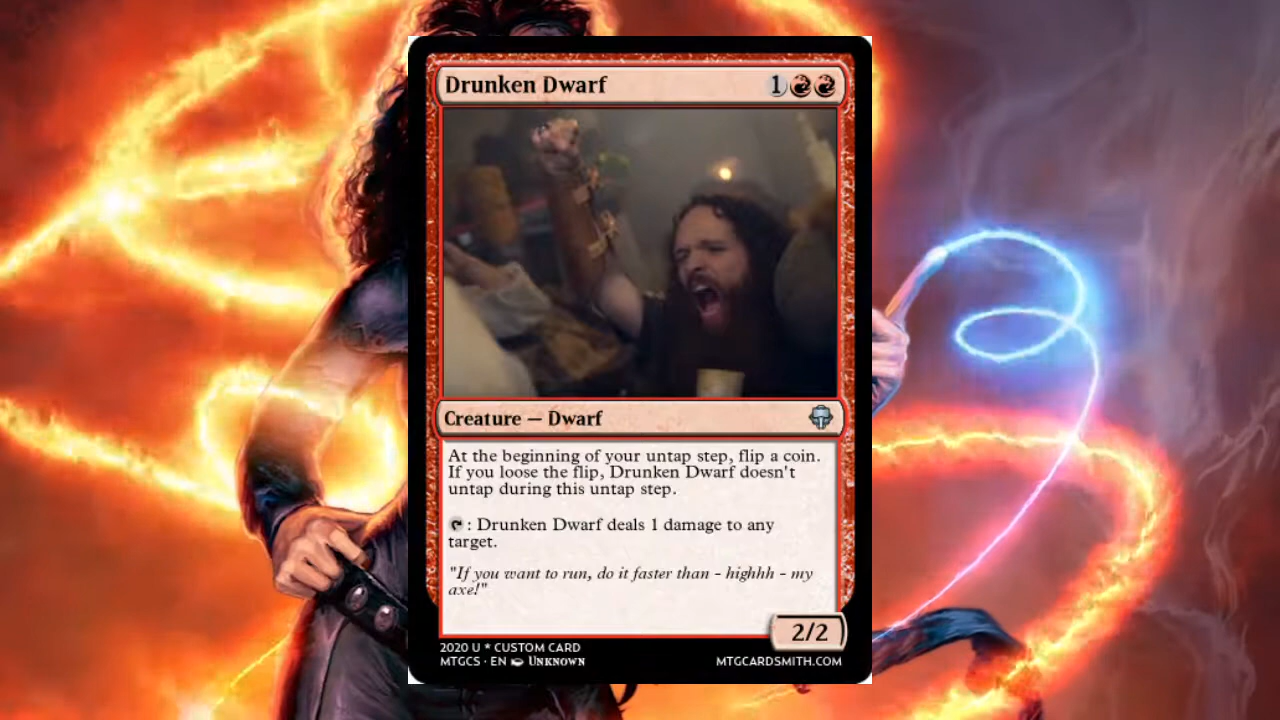 Drunken Dwarf 1
Creature — Dwarf
At the beginning of your untap step, flip a coin.
If you loose the flip, Drunken Dwarf doesn't
untap during this untap step.
: Drunken Dwarf deals 1 damage to any
target.
"If you want to run, do it faster than - highhh - my
axe!"
2/2
2020 U * CUSTOM CARD
MTGCS · EN UNKNOWN
MTGCARDSMITH.COM